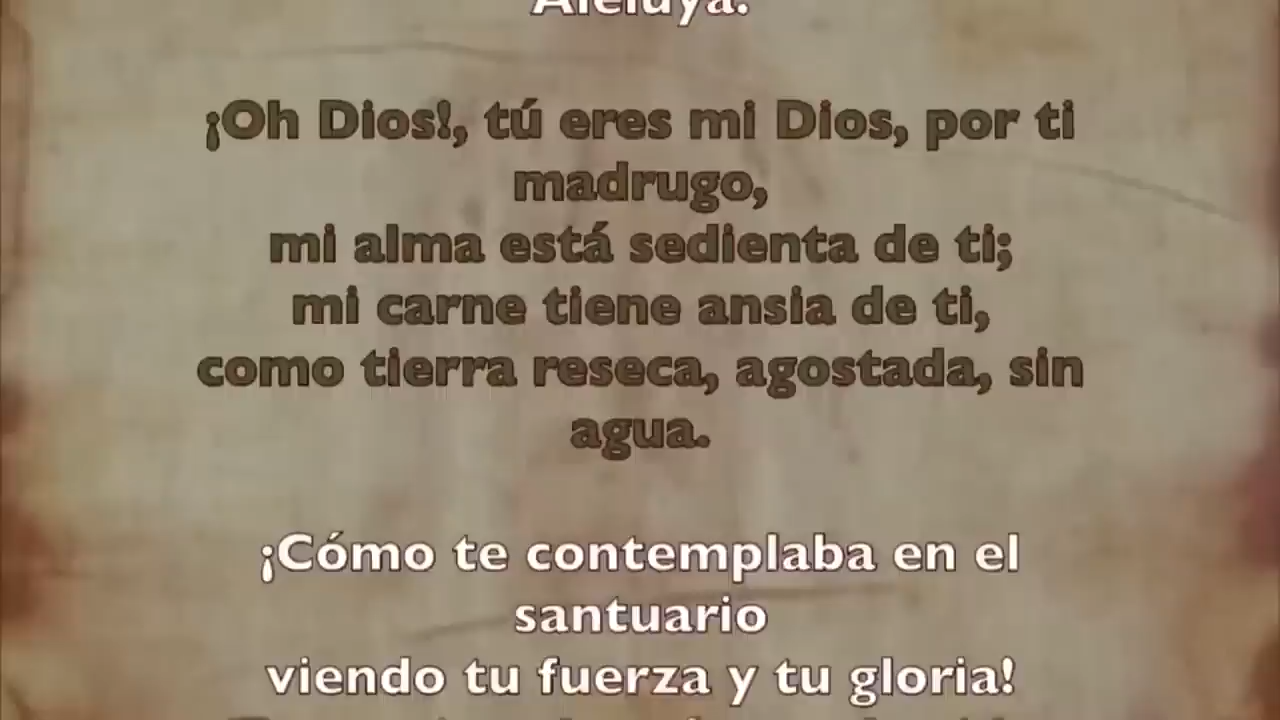 Aleluya.
¡Oh Dios!, tú eres mi Dios, por ti
madrugo,
mi alma está sedienta de ti;
mi carne tiene ansia de ti,
como tierra reseca, agostada, sin
agua.
¡Cómo te contemplaba en el
santuario
viendo tu fuerza y tu gloria!